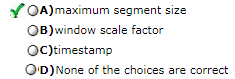 A)maximum segment size
B)window scale factor
C)timestamp
D)None of the choices are correct